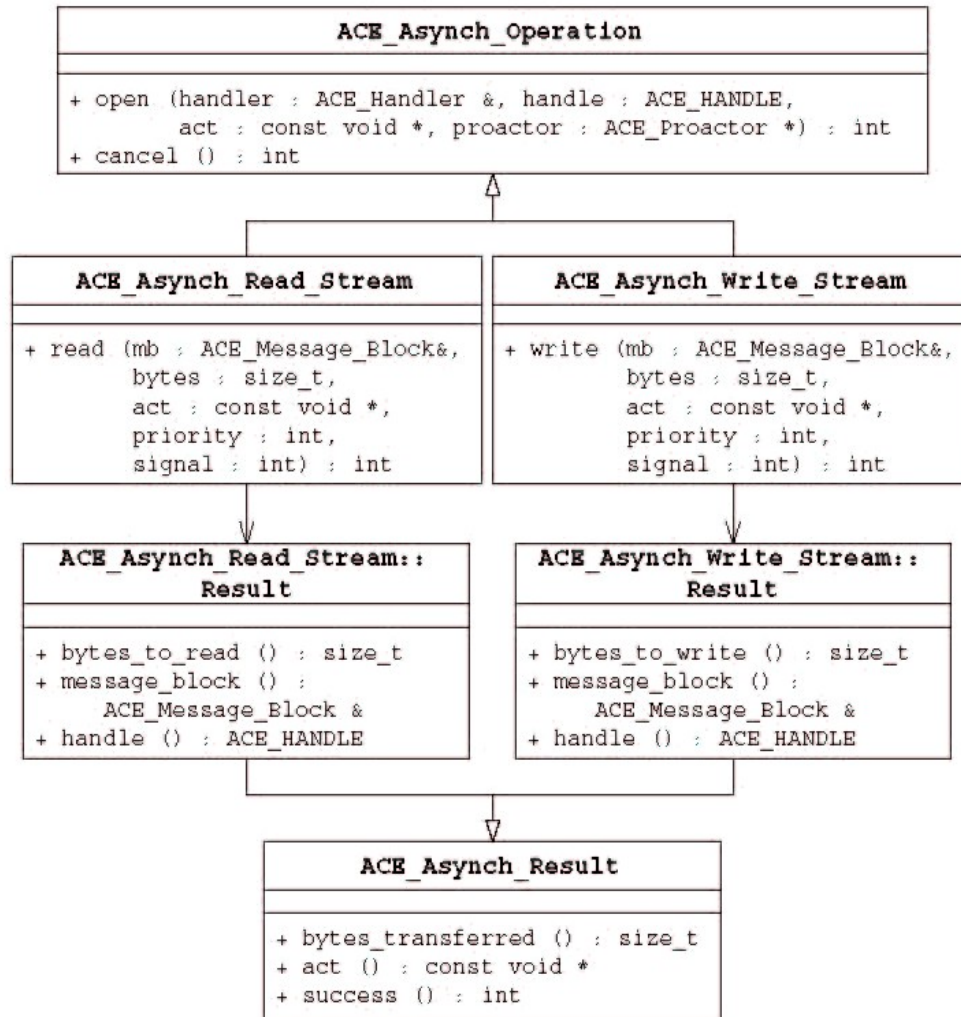 ACE_Asynch_Operation
+ open (handler : ACE_Handler &, handle : ACE_HANDLE,
act : const void *, proactor : ACE_Proactor *) : int
+ cancel () : int
ACE_Asynch_Read_Stream
+ read (mb : ACE_Message_Block&,
bytes : size_t,
act : const void *,
priority : int,
signal : int) : int
ACE_Asynch_Write_Stream
+ write (mb : ACE_Message_Block&,
bytes : size_t,
act : const void *,
priority : int,
signal : int) : int
ACE_Asynch_Read_Stream::
Result
+ bytes_to_read () : size_t
+ message_block () :
ACE_Message_Block &
+ handle () : ACE_HANDLE
ACE_Asynch_Write_Stream::
Result
+ bytes_to_write () : size_t
+ message_block () :
ACE_Message_Block &
+ handle () : ACE_HANDLE
ACE_Asynch_Result
+ bytes_transferred () : size_t
+ act () : const void *
+ success () : int